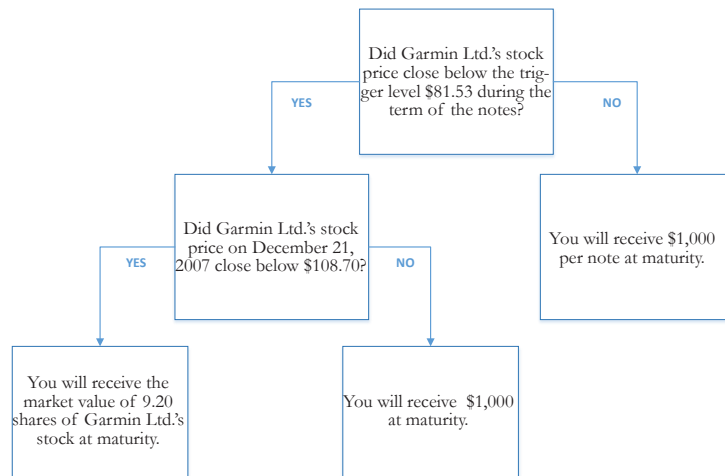 Did Garmin Ltd.'s stock
price close below the trig-
ger level $81.53 during the
term of the notes?
YES
NO
Did Garmin Ltd.'s stock
price on December 21,
2007 close below $108.70?
You will receive $1,000
per note at maturity.
YES
NO
You will receive the
market value of 9.20
shares of Garmin Ltd.'s
stock at maturity.
You will receive $1,000
at maturity.